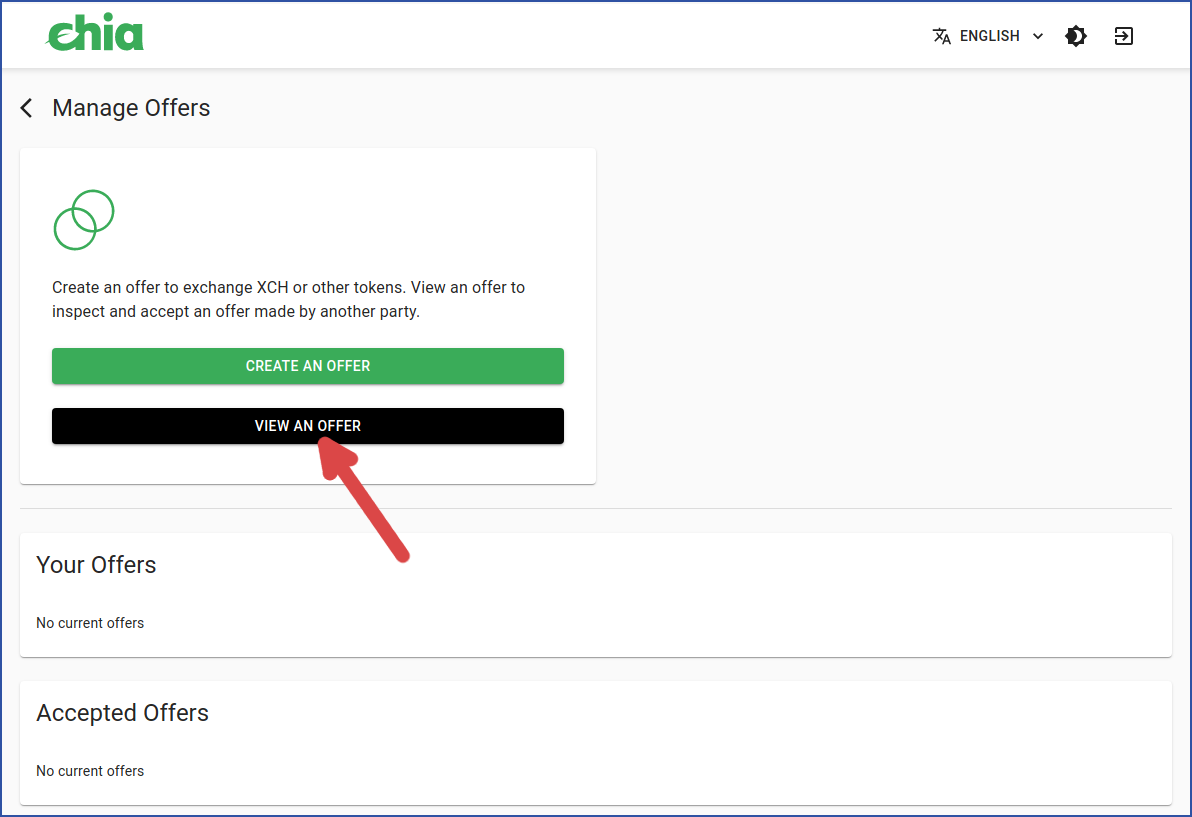 chia
ENGLISH
Manage Offers
Create an offer to exchange XCH or other tokens. View an offer to
inspect and accept an offer made by another party.
CREATE AN OFFER
VIEW AN OFFER
Your Offers
No current offers
Accepted Offers
No current offers